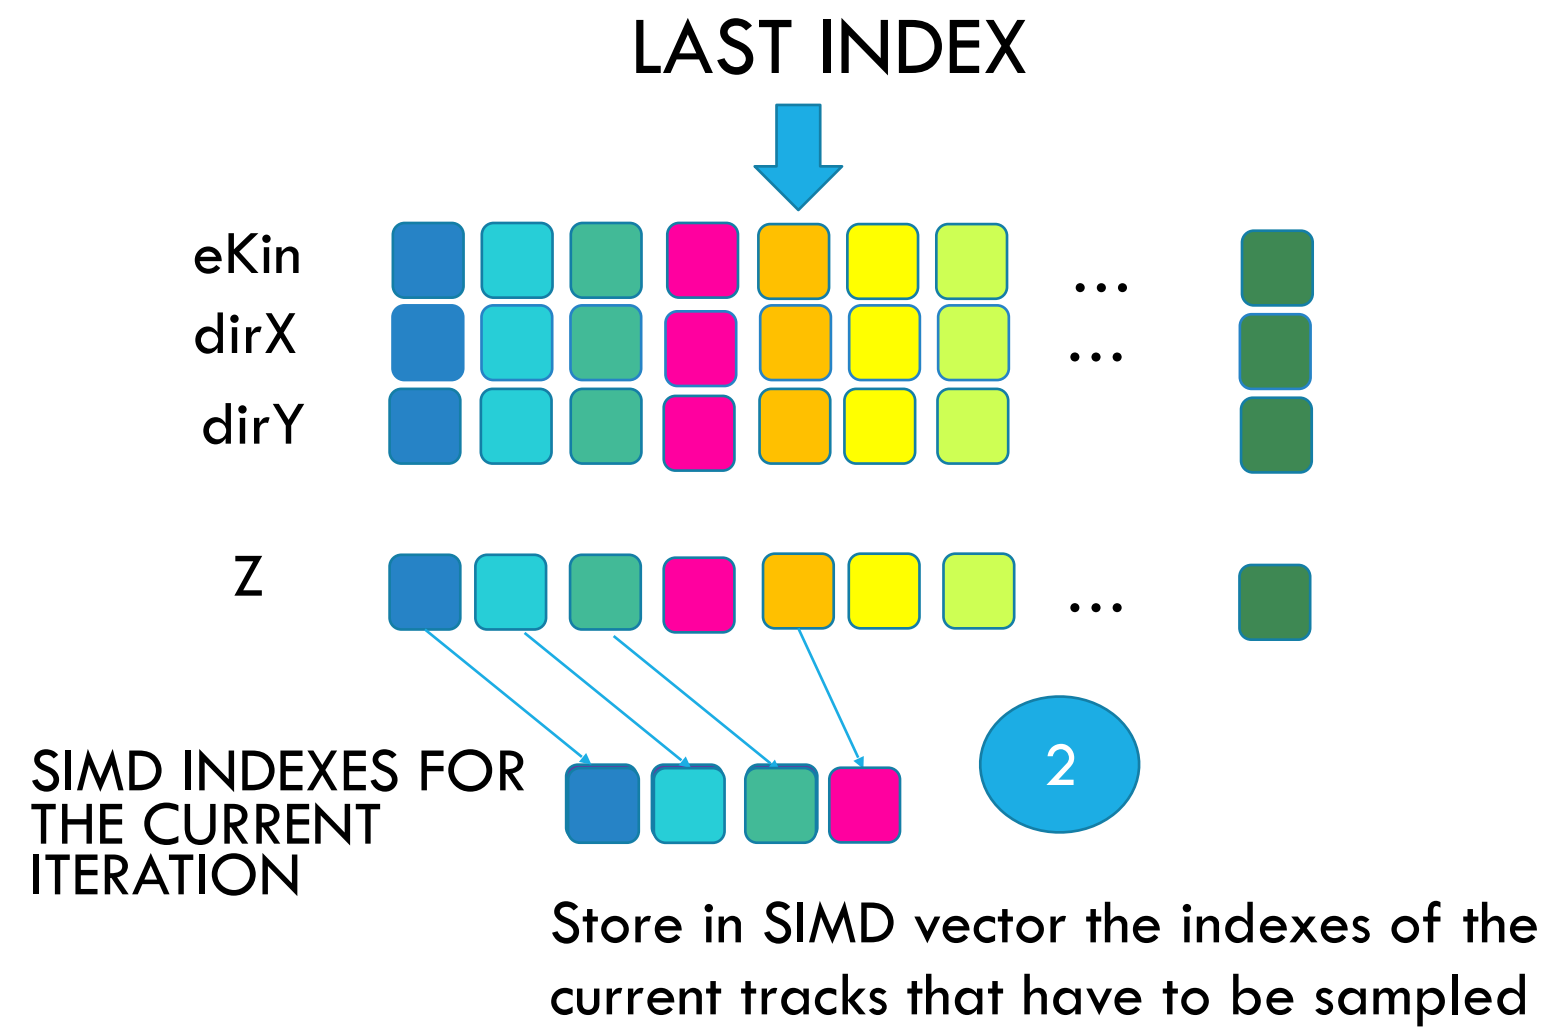 LAST INDEX
eKin
...
dirX
...
dirY
Z
...
SIMD INDEXES FOR
THE CURRENT
ITERATION
2
Store in SIMD vector the indexes of the
current tracks that have to be sampled